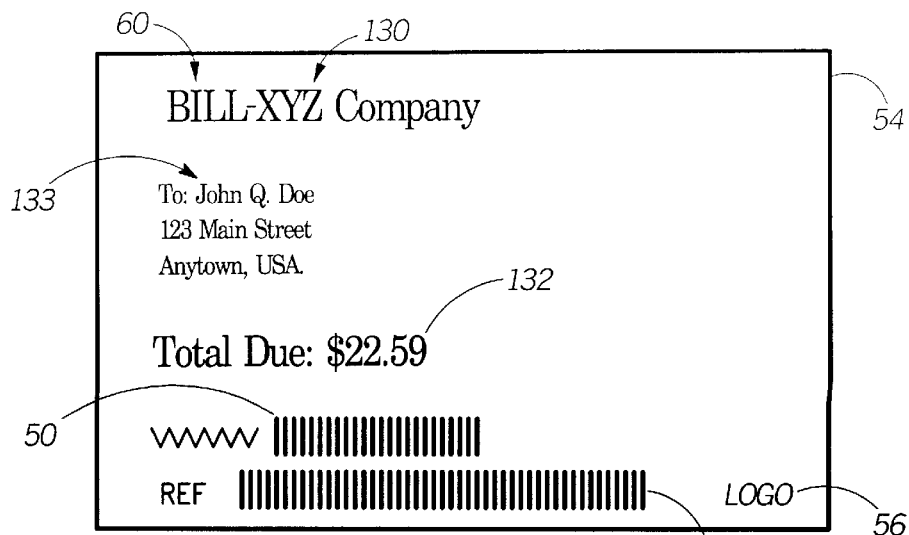 60 130
BILL-XYZ Company
54
133
To: John Q. Doe
123 Main Street
Anytown, USA.
132
Total Due: $22.59
50
REF
LOGO
56